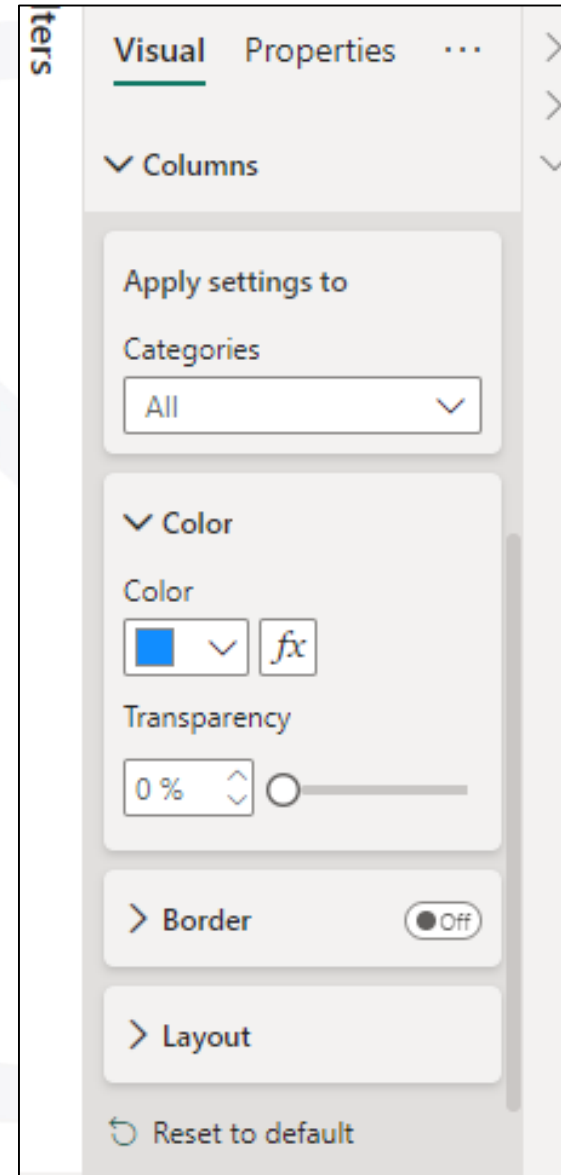 lters
Visual Properties ...
Columns
Apply settings to
Categories
All
Color
Color
fx
Transparency
0 %
Border Off
Layout
Reset to default